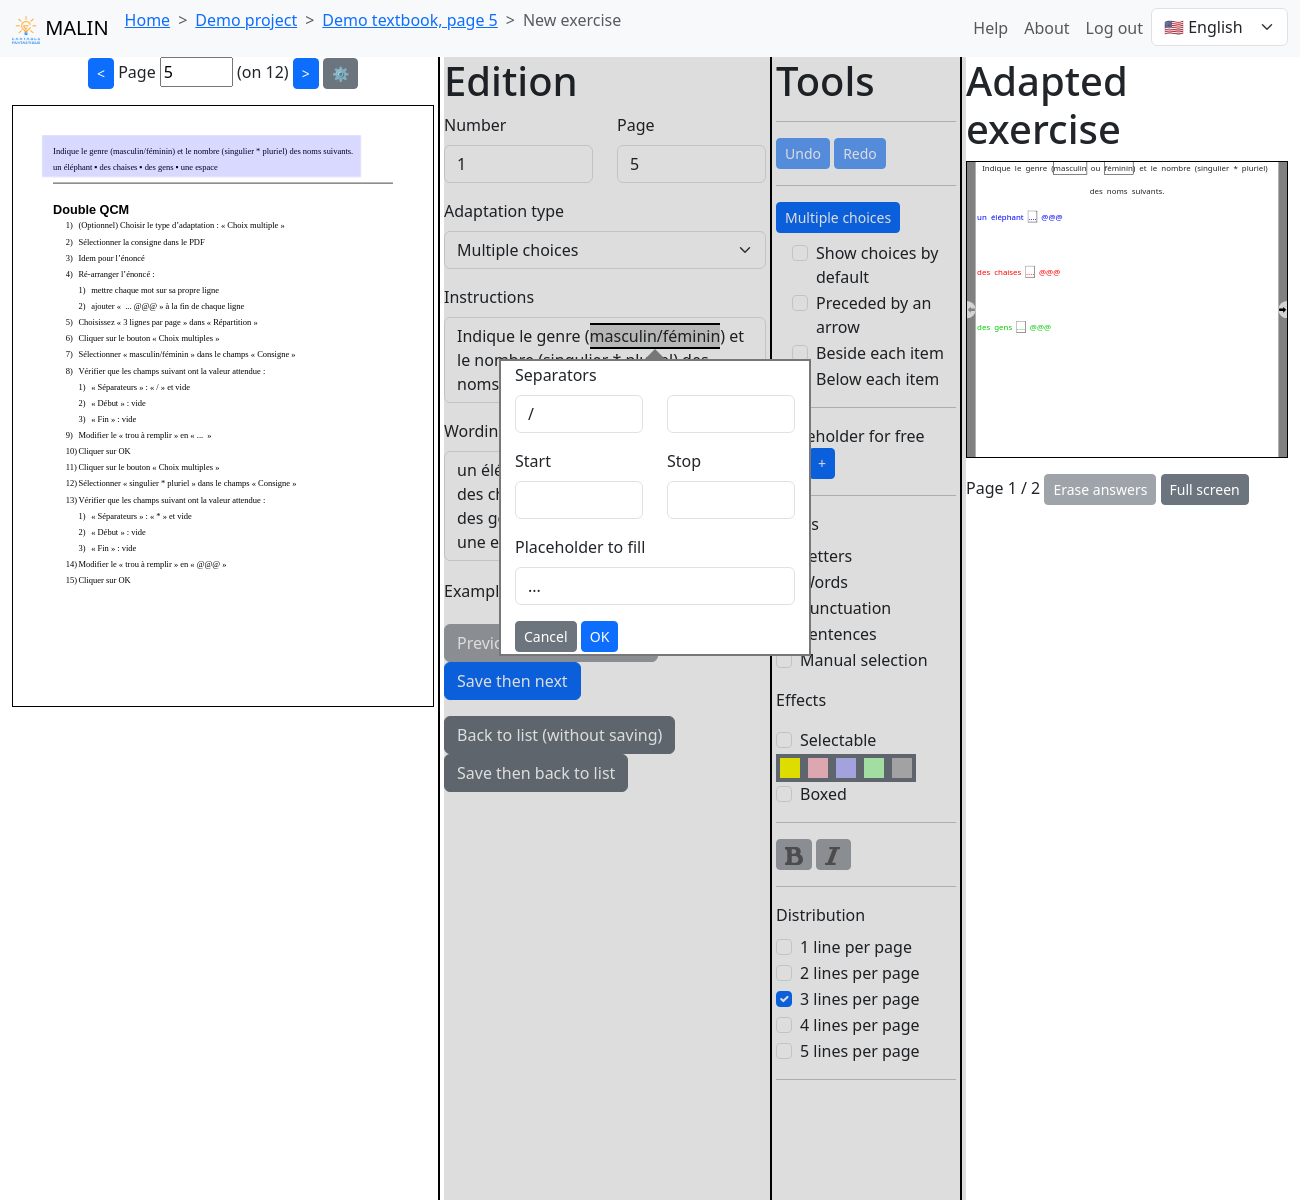 MALIN
Home > Demo project > Demo textbook, page 5 > New exercise
Help About Log out 🇺🇸 English
< Page 5 (on 12) > ⚙️
Indique le genre (masculin/féminin) et le nombre (singulier * pluriel) des noms suivants.
un éléphant • des chaises • des gens • une espace
Double QCM
1) (Optionnel) Choisir le type d'adaptation : « Choix multiple »
2) Sélectionner la consigne dans le PDF
3) Idem pour l'énoncé
4) Ré-arranger l'énoncé :
1) mettre chaque mot sur sa propre ligne
2) ajouter « ... @@@ » à la fin de chaque ligne
5) Choisissez « 3 lignes par page » dans « Répartition »
6) Cliquer sur le bouton « Choix multiples »
7) Sélectionner « masculin/féminin » dans le champs « Consigne »
8) Vérifier que les champs suivant ont la valeur attendue :
1) « Séparateurs » : « / » et vide
2) « Début » : vide
3) « Fin » : vide
9) Modifier le « trou à remplir » en « ... »
10) Cliquer sur OK
11) Cliquer sur le bouton « Choix multiples »
12) Sélectionner « singulier * pluriel » dans le champs « Consigne »
13) Vérifier que les champs suivant ont la valeur attendue :
1) « Séparateurs » : « * » et vide
2) « Début » : vide
3) « Fin » : vide
14) Modifier le « trou à remplir » en « @@@ »
15) Cliquer sur OK
Edition
Number Page
1 5
Adaptation type
Multiple choices
Instructions
Indique le genre (masculin/féminin) et
le nombre (singulier * pluriel) des
noms
Wordin
un élé
des ch
des ge
une e
Exampl
Previo
Save then next
Back to list (without saving)
Save then back to list
Separators
/
Start Stop
Placeholder to fill
...
Cancel OK
Tools
Undo Redo
Multiple choices
Show choices by
default
Preceded by an
arrow
Beside each item
Below each item
eholder for free
+
s
etters
Words
unctuation
entences
Manual selection
Effects
Selectable
Boxed
B I
Distribution
1 line per page
2 lines per page
3 lines per page
4 lines per page
5 lines per page
Adapted
exercise
Indique le genre (masculin ou féminin) et le nombre (singulier * pluriel)
des noms suivants.
un éléphant .... @@@
des chaises .... @@@
des gens .... @@@
Page 1 / 2 Erase answers Full screen